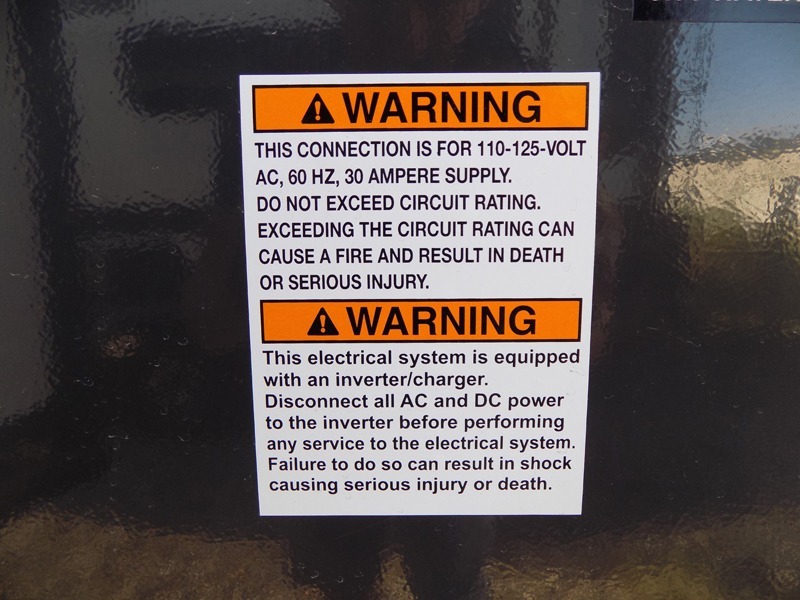 WARNING
THIS CONNECTION IS FOR 110-125-VOLT
AC, 60 HZ, 30 AMPERE SUPPLY.
DO NOT EXCEED CIRCUIT RATING.
EXCEEDING THE CIRCUIT RATING CAN
CAUSE A FIRE AND RESULT IN DEATH
OR SERIOUS INJURY.
WARNING
This electrical system is equipped
with an inverter/charger.
Disconnect all AC and DC power
to the inverter before performing
any service to the electrical system.
Failure to do so can result in shock
causing serious injury or death.